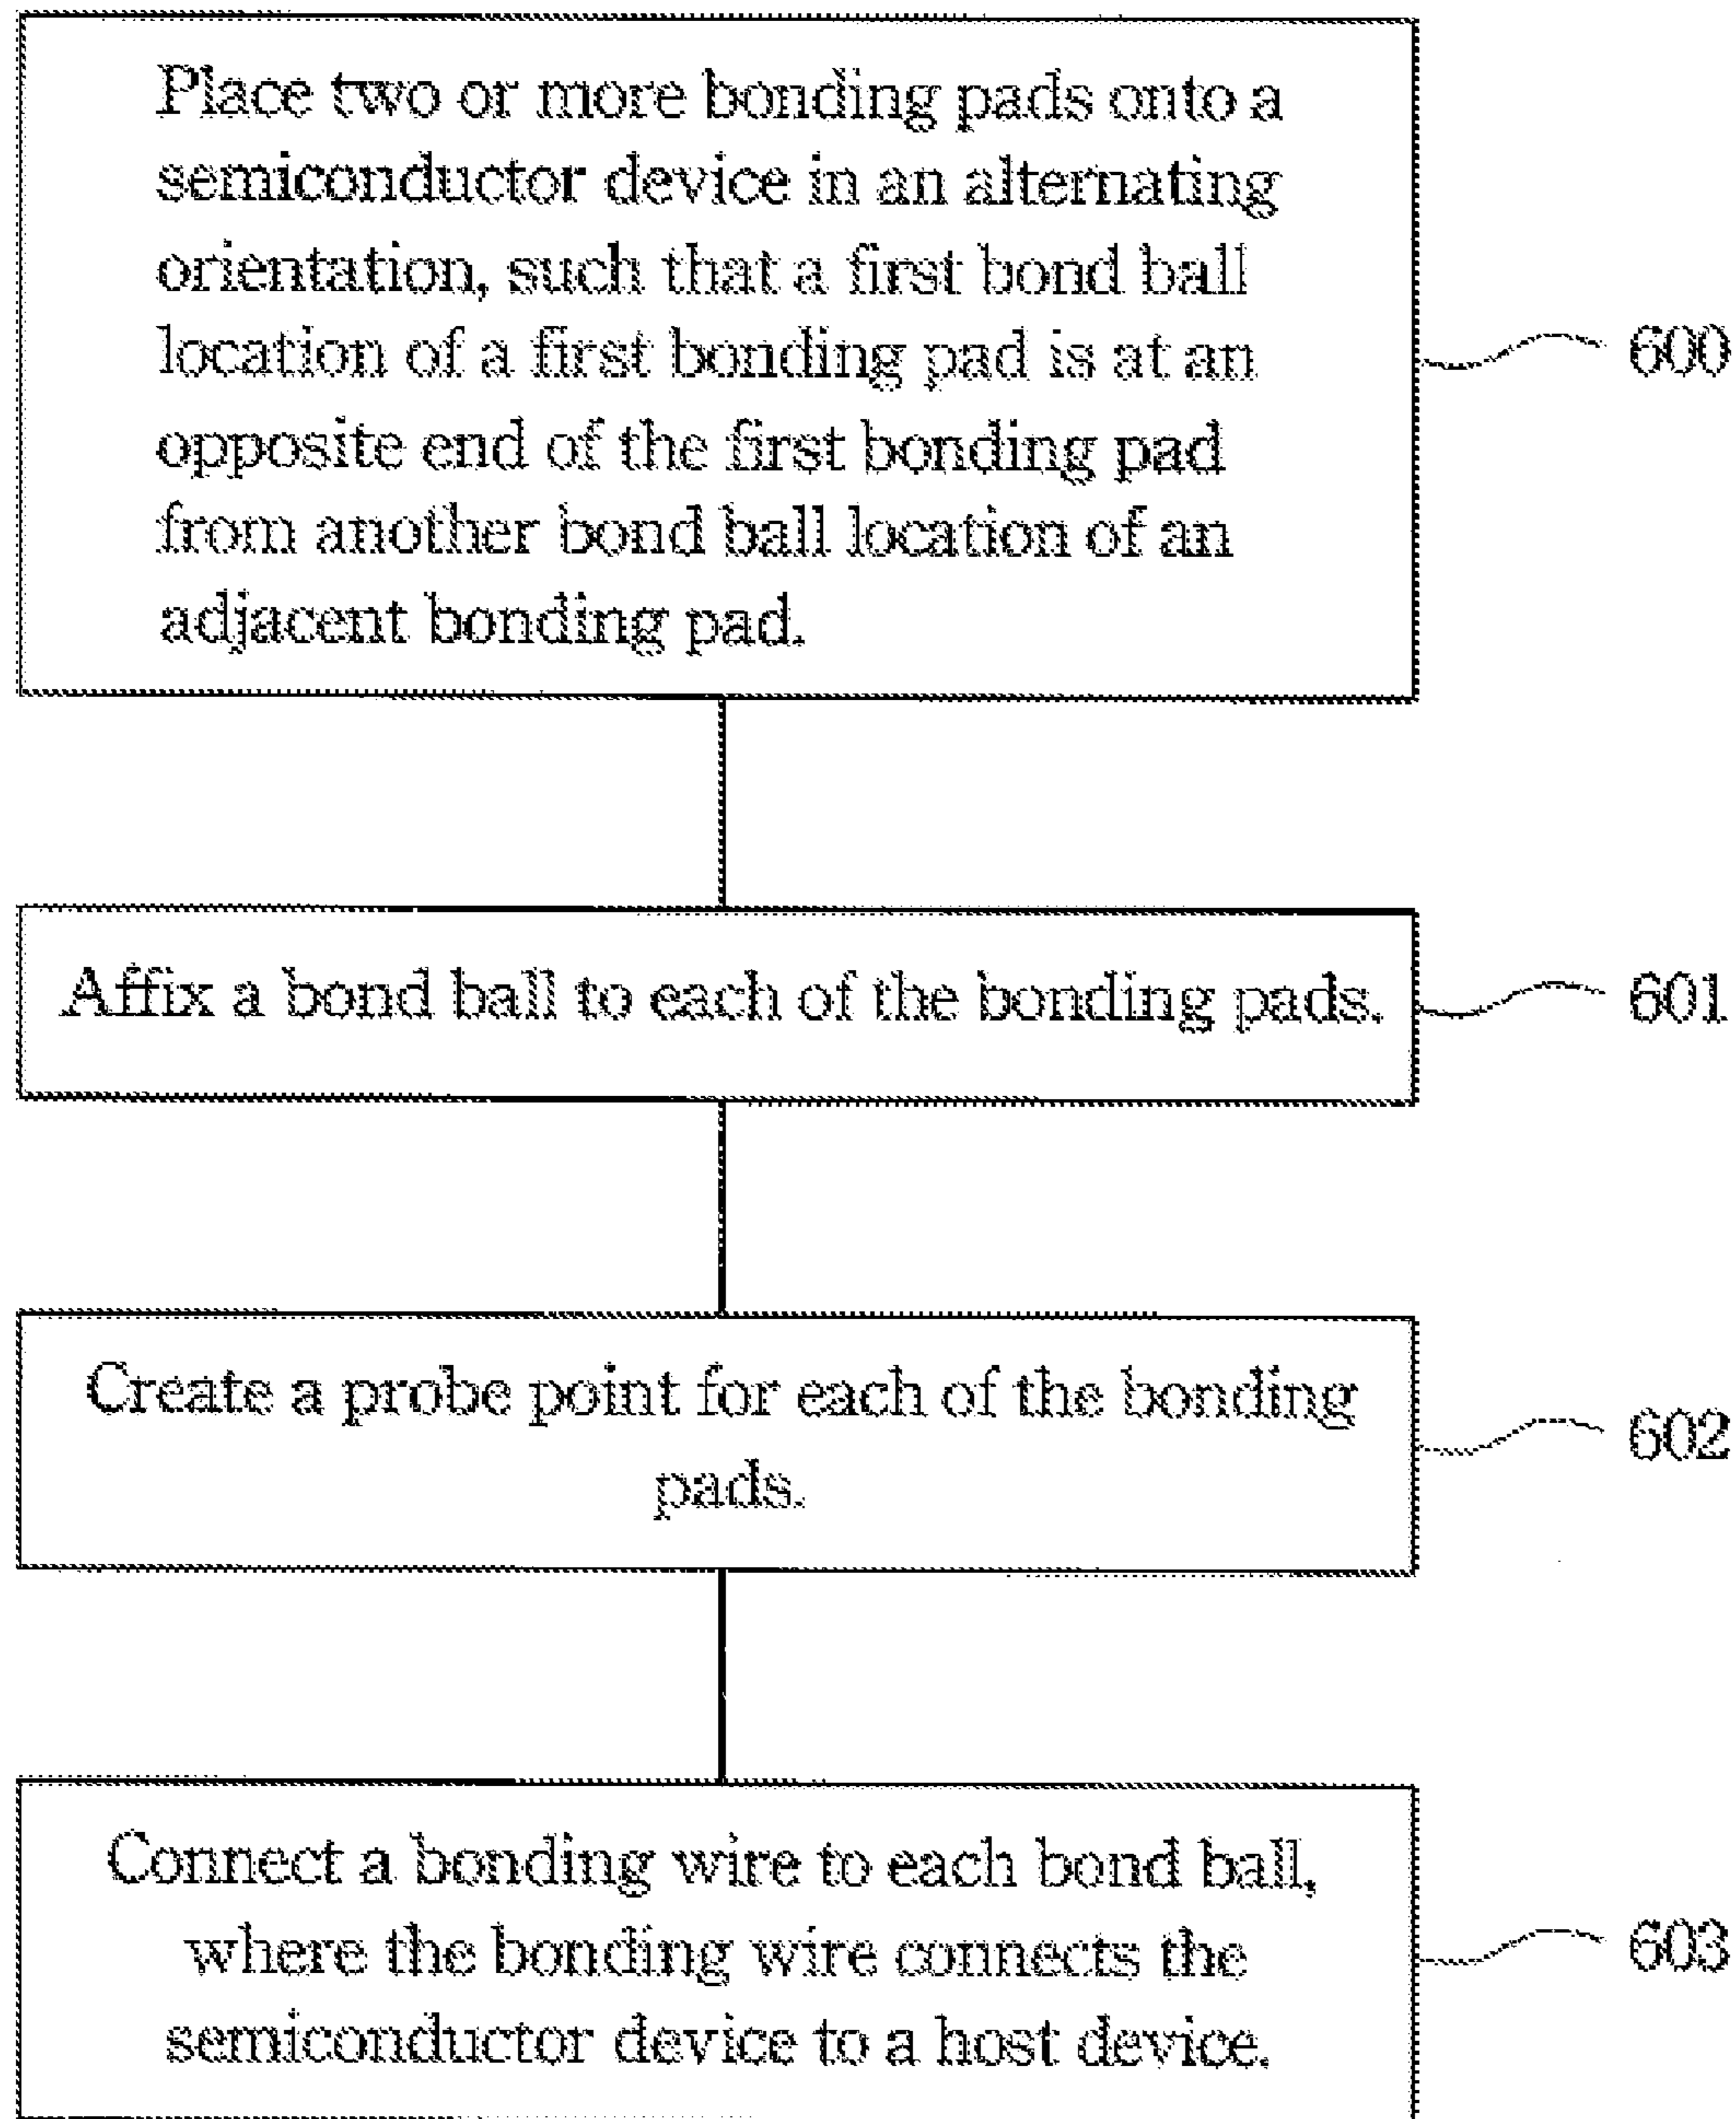 Place two or more bonding pads onto a
semiconductor device in an alternating
orientation, such that a first bond ball
location of a first bonding pad is at an
opposite end of the first bonding pad
from another bond ball location of an
adjacent bonding pad.
600
Affix a bond ball to each of the bonding pads.
601
Create a probe point for each of the bonding
pads.
602
Connect a bonding wire to each bond ball,
where the bonding wire connects the
semiconductor device to a host device.
603